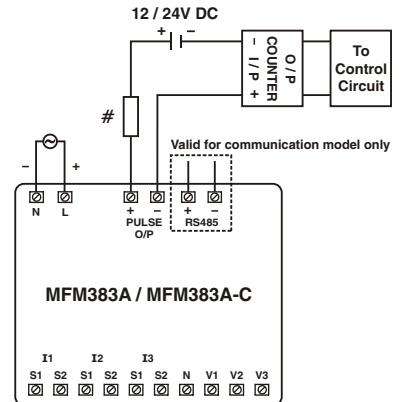 12 / 24V DC
+ –
– I / P +
COUNTER
O / P
To
Control
Circuit
#
Valid for communication model only
– +
N L + – + –
PULSE RS485
O/P
MFM383A / MFM383A-C
I1 I2 I3
S1 S2 S1 S2 S1 S2 N V1 V2 V3